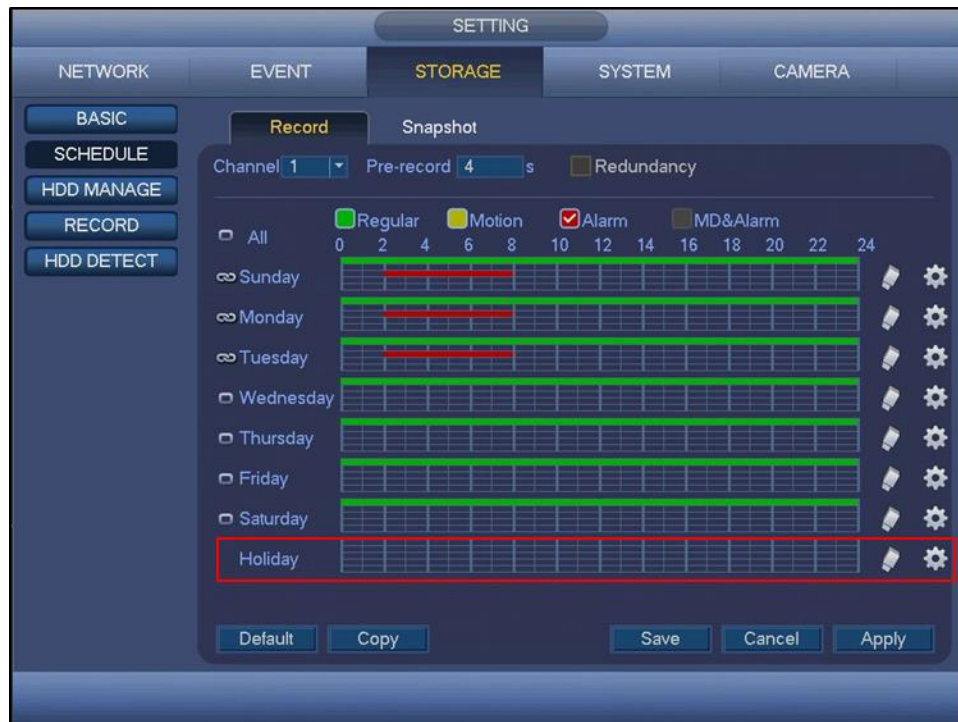 SETTING
NETWORK EVENT STORAGE SYSTEM CAMERA
BASIC
SCHEDULE
HDD MANAGE
RECORD
HDD DETECT
Record Snapshot
Channel 1 Pre-record 4 s Redundancy
Regular Motion Alarm MD&Alarm
All 0 2 4 6 8 10 12 14 16 18 20 22 24
Sunday
Monday
Tuesday
Wednesday
Thursday
Friday
Saturday
Holiday
Default Copy Save Cancel Apply